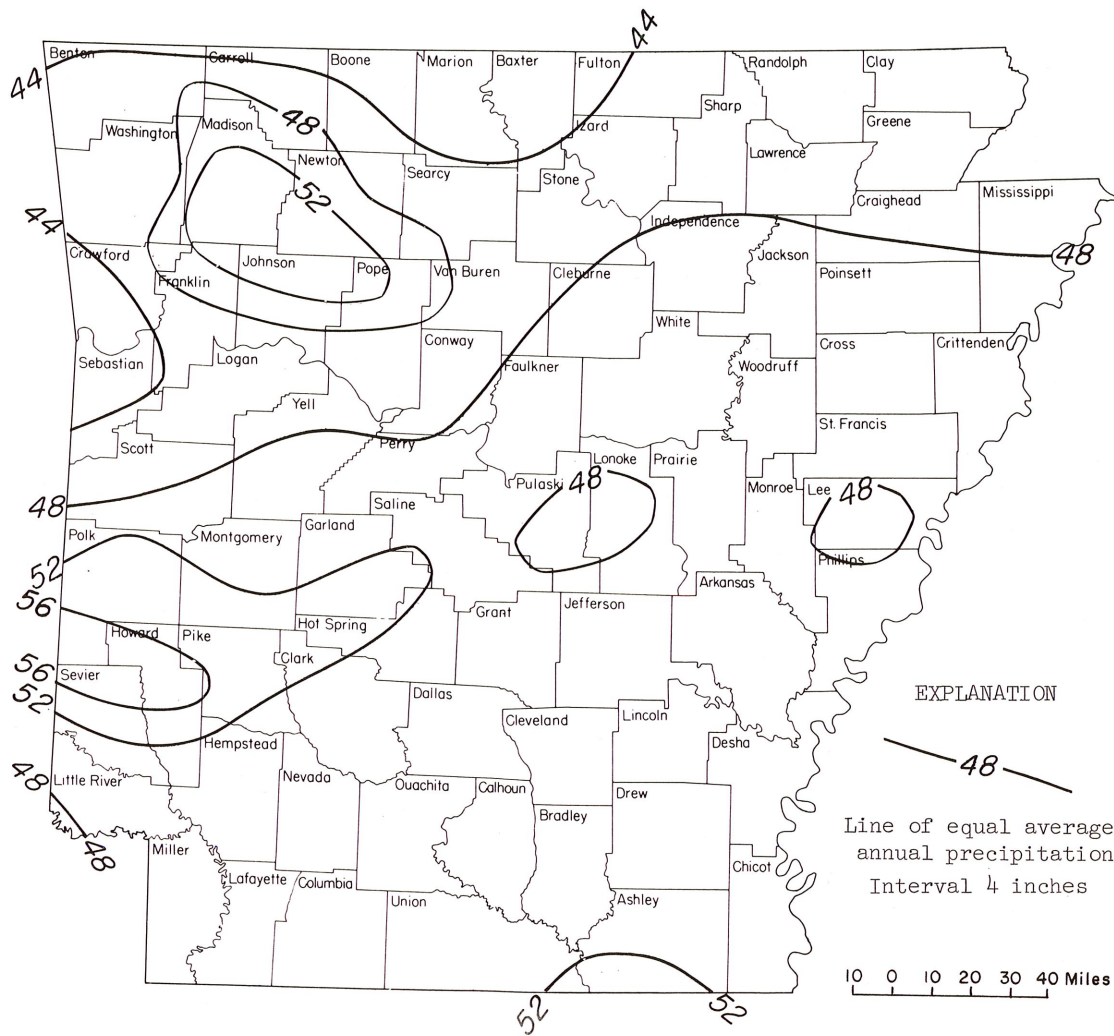 44
Benton
Carroll
Boone
Marion
Baxter
Fulton
Randolph
Clay
44
Sharp
Greene
Washington
Madison
48
Izard
Lawrence
Newton
Searcy
Stone
52
Craighead
Mississippi
44
Independence
Crawford
Johnson
Pope
Van Buren
Cleburne
Jackson
48
Franklin
Poinsett
White
Sebastian
Logan
Conway
Faulkner
Woodruff
Cross
Crittenden
Yell
Scott
Perry
St. Francis
Lonoke
Prairie
48
Pulaski
48
Monroe
Lee
48
Saline
Garland
Polk
Montgomery
Phillips
52
Arkansas
56
Grant
Jefferson
Hot Spring
Howard
Pike
Clark
56
Sevier
52
Dallas
Cleveland
Lincoln
EXPLANATION
Hempstead
Desha
48
Little River
Nevada
Ouachita
Calhoun
Drew
48
Bradley
48
Miller
Chicot
Line of equal average
annual precipitation
Interval 4 inches
Lafayette
Columbia
Union
Ashley
52
52
10 0 10 20 30 40 Miles